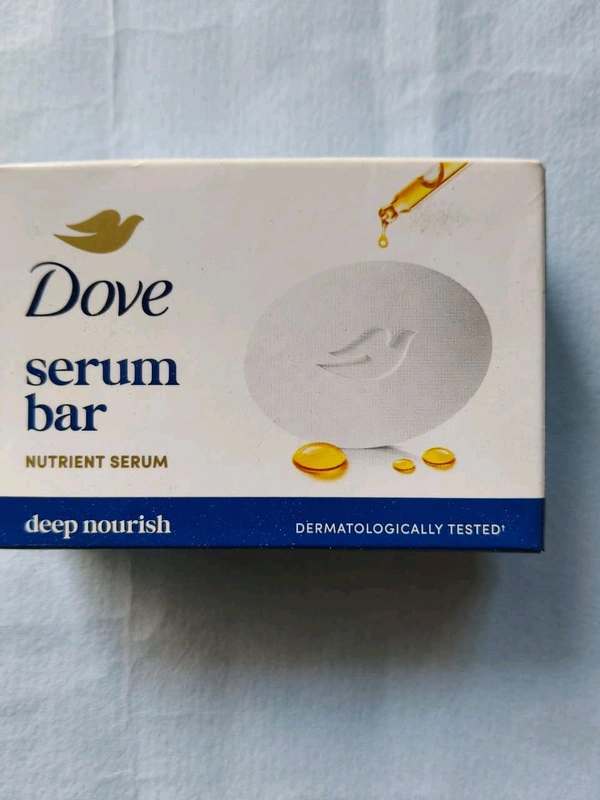 Dove
serum
bar
NUTRIENT SERUM
deep nourish
DERMATOLOGICALLY TESTED†